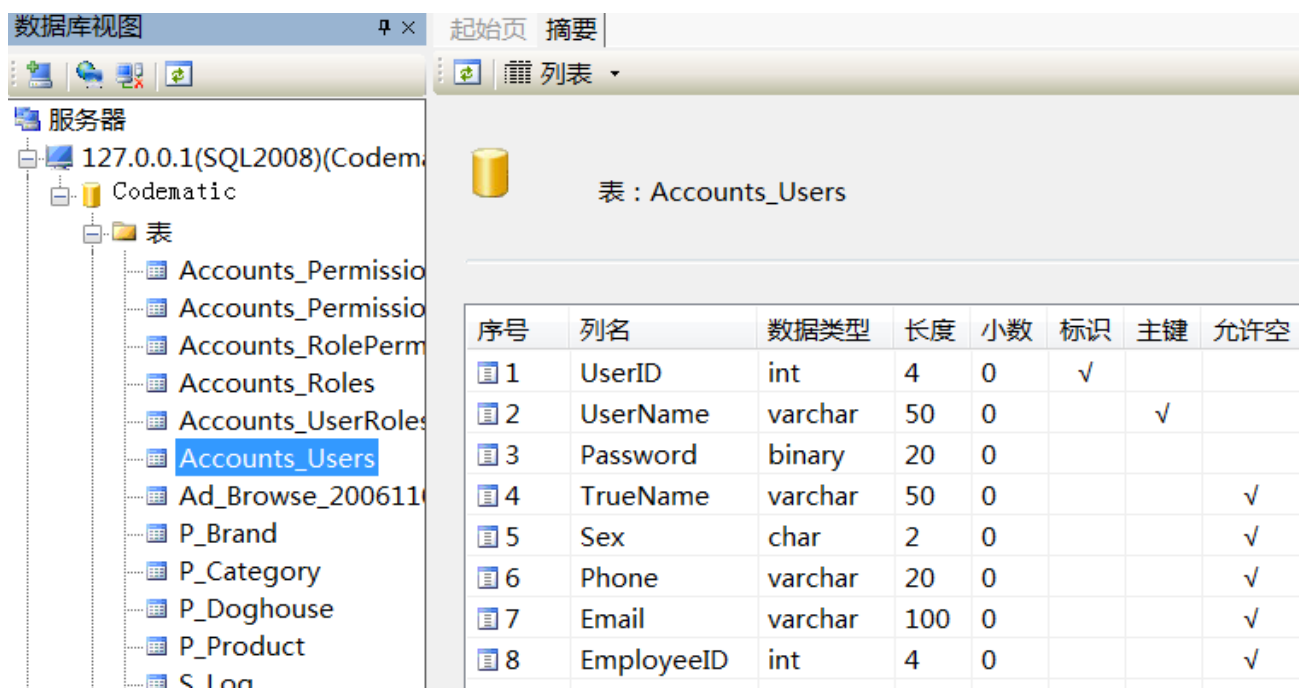 数据库视图
起始页 摘要
列表
服务器
127.0.0.1(SQL2008)(Codema
Codematic
表
Accounts_Permissio
Accounts_Permissio
Accounts_RolePerm
Accounts_Roles
Accounts_UserRoles
Accounts_Users
Ad_Browse_200611
P_Brand
P_Category
P_Doghouse
P_Product
S_Log
表：Accounts_Users
序号 列名 数据类型 长度 小数 标识 主键 允许空
1 UserID int 4 0 √
2 UserName varchar 50 0 √
3 Password binary 20 0
4 TrueName varchar 50 0 √
5 Sex char 2 0 √
6 Phone varchar 20 0 √
7 Email varchar 100 0 √
8 EmployeeID int 4 0 √